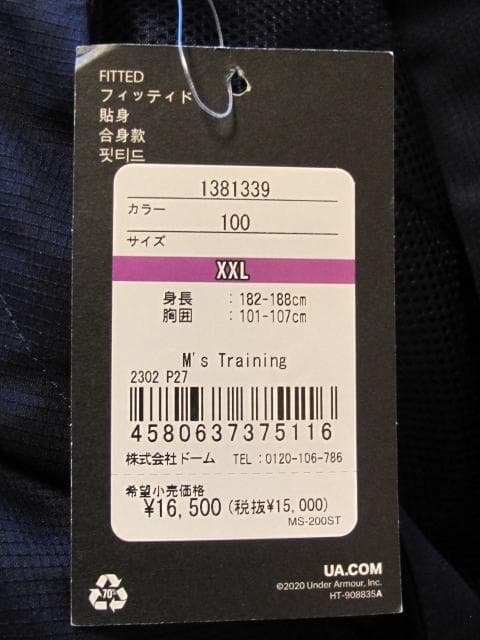 FITTED
フィッティド
貼身
合身款
핏티드
1381339
カラー
100
サイズ
XXL
身長 : 182-188cm
胸囲 : 101-107cm
M's Training
2302 P27
4580637375116
株式会社ドーム TEL:0120-106-786
希望小売価格
¥16,500 (税抜¥15,000)
MS-200ST
70%
UA.COM
©2020 Under Armour, Inc.
HT-908835A